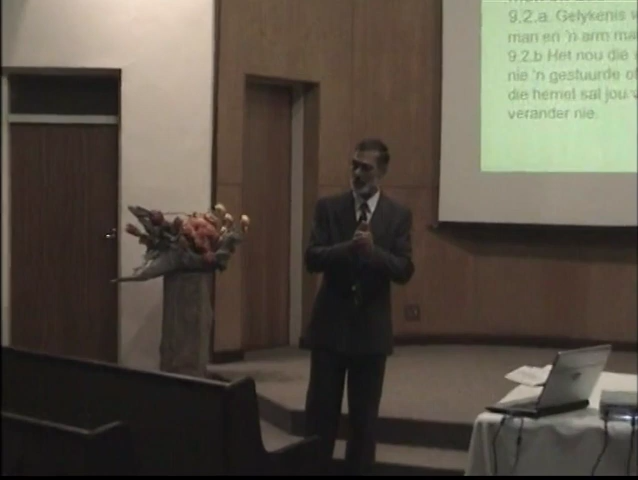 9.2.a. Gelykenis
man en 'n arm
9.2.b Het nou die
nie 'n gestuurde
die hemel sal jou
verander nie.